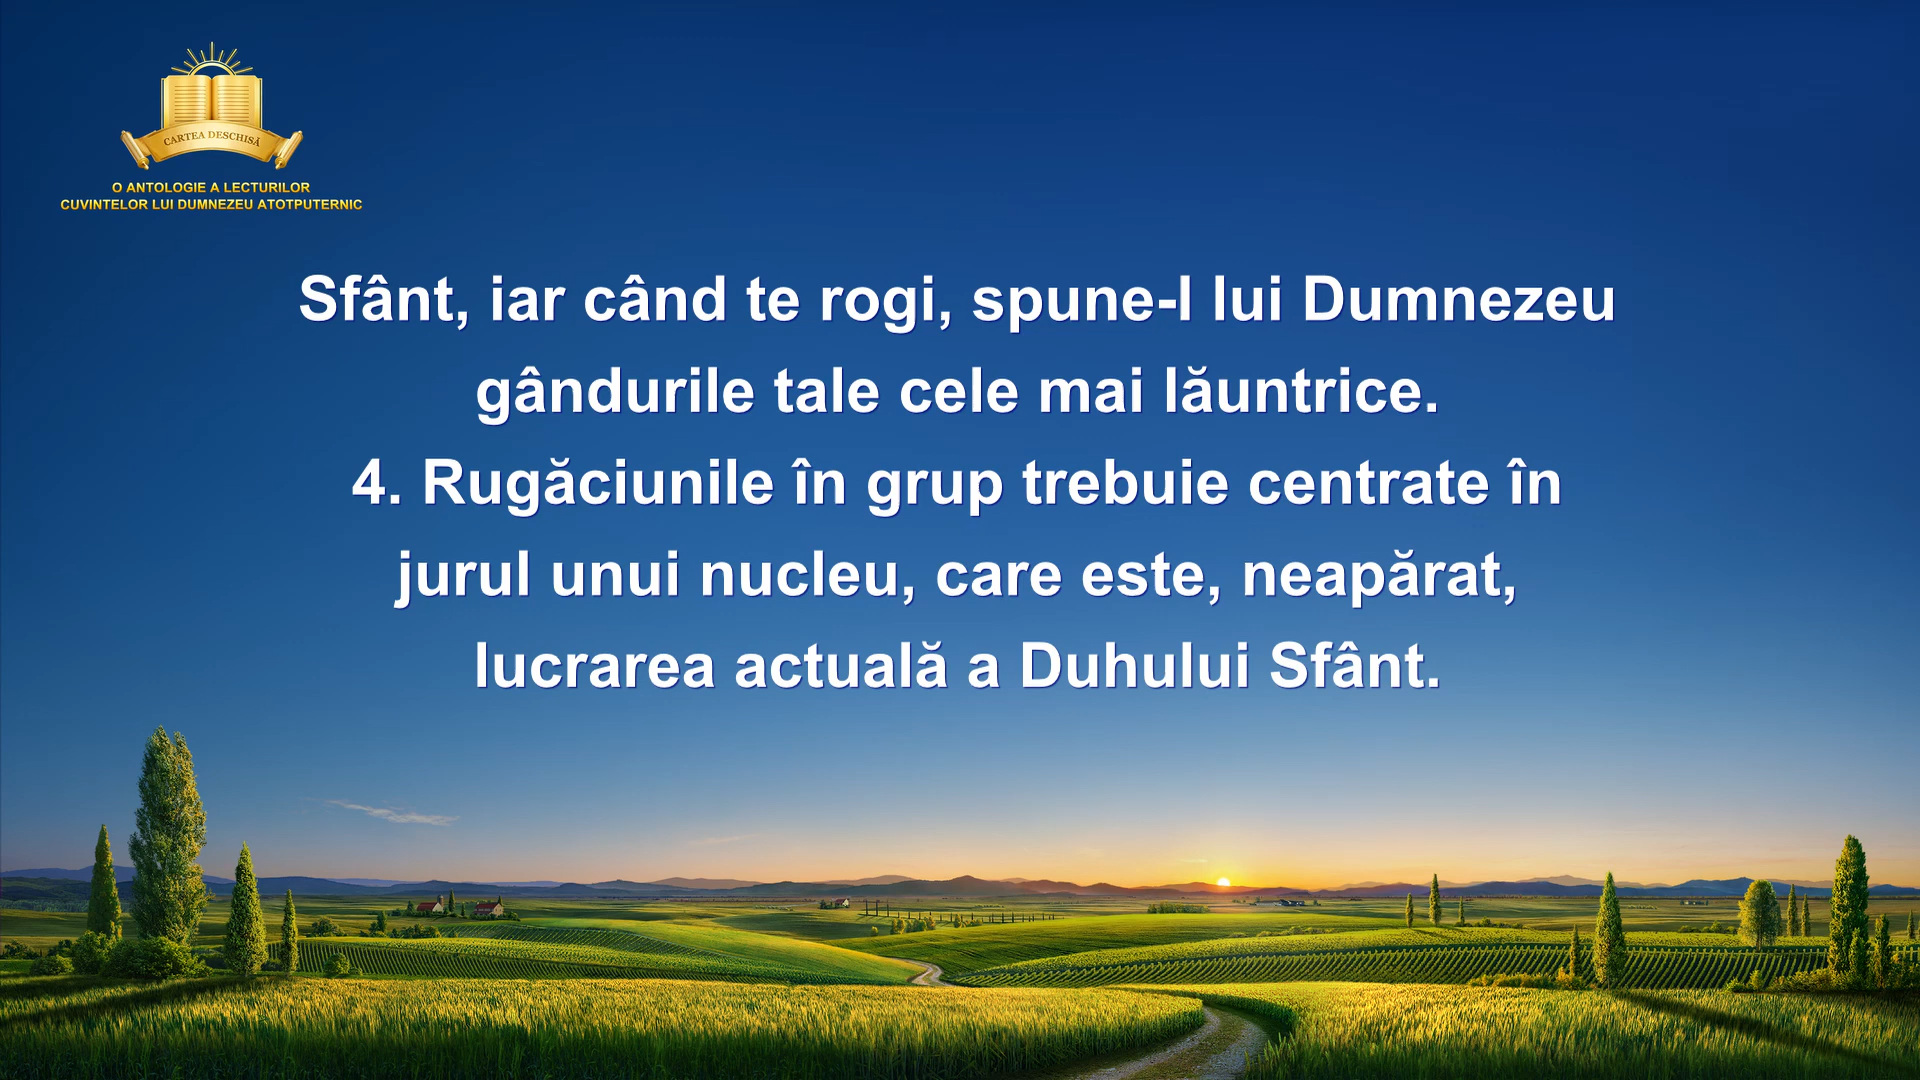 CARTEA DESCHISĂ
O ANTOLOGIE A LECTURILOR
CUVINTELOR LUI DUMNEZEU ATOTPUTERNIC
Sfânt, iar când te rogi, spune-I lui Dumnezeu
gândurile tale cele mai lăuntrice.
4. Rugăciunile în grup trebuie centrate în
jurul unui nucleu, care este, neapărat,
lucrarea actuală a Duhului Sfânt.